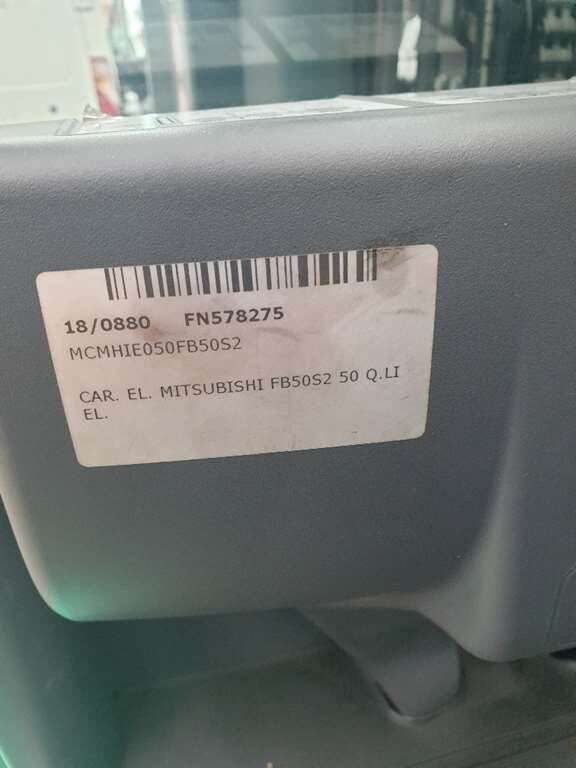 18/0880 FN578275
MCMHIE050FB50S2
CAR. EL. MITSUBISHI FB50S2 50 Q.LI
EL.